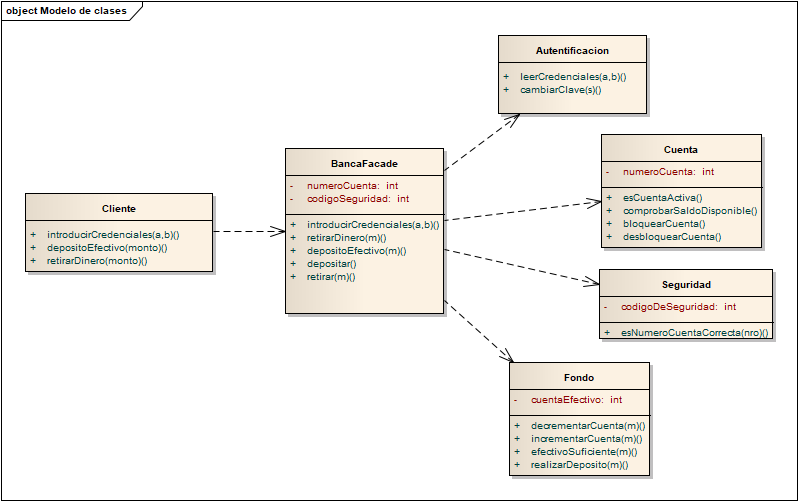 object Modelo de clases
Autentificacion
+ leerCredenciales(a,b)()
+ cambiarClave(s)()
BancaFacade
- numeroCuenta: int
- codigoSeguridad: int
+ introducirCredenciales(a,b)()
+ retirarDinero(m)()
+ depositoEfectivo(m)()
+ depositar()
+ retirar(m)()
Cuenta
- numeroCuenta: int
+ esCuentaActiva()
+ comprobarSaldoDisponible()
+ bloquearCuenta()
+ desbloquearCuenta()
Cliente
+ introducirCredenciales(a,b)()
+ depositoEfectivo(monto)()
+ retirarDinero(monto)()
Seguridad
- codigoDeSeguridad: int
+ esNumeroCuentaCorrecta(nro)()
Fondo
- cuentaEfectivo: int
+ decrementarCuenta(m)()
+ incrementarCuenta(m)()
+ efectivoSuficiente(m)()
+ realizarDeposito(m)()